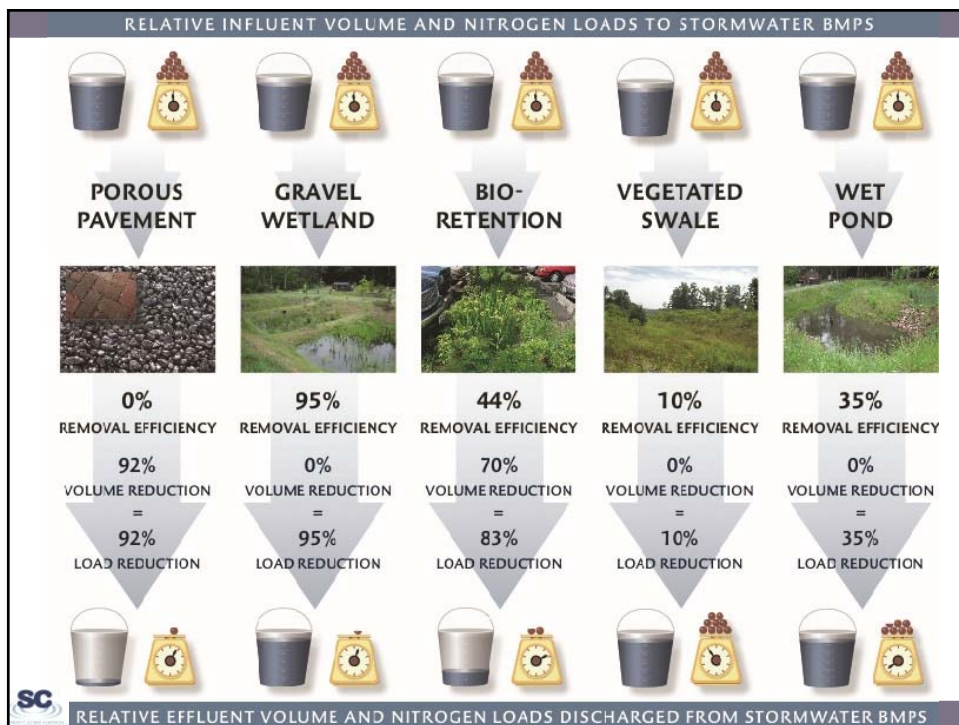 RELATIVE INFLUENT VOLUME AND NITROGEN LOADS TO STORMWATER BMPS
POROUS
PAVEMENT
GRAVEL
WETLAND
BIO-
RETENTION
VEGETATED
SWALE
WET
POND
0%
REMOVAL EFFICIENCY
92%
VOLUME REDUCTION
=
92%
LOAD REDUCTION
95%
REMOVAL EFFICIENCY
0%
VOLUME REDUCTION
=
95%
LOAD REDUCTION
44%
REMOVAL EFFICIENCY
70%
VOLUME REDUCTION
=
83%
LOAD REDUCTION
10%
REMOVAL EFFICIENCY
0%
VOLUME REDUCTION
=
10%
LOAD REDUCTION
35%
REMOVAL EFFICIENCY
0%
VOLUME REDUCTION
=
35%
LOAD REDUCTION
SC
RELATIVE EFFLUENT VOLUME AND NITROGEN LOADS DISCHARGED FROM STORMWATER BMPS